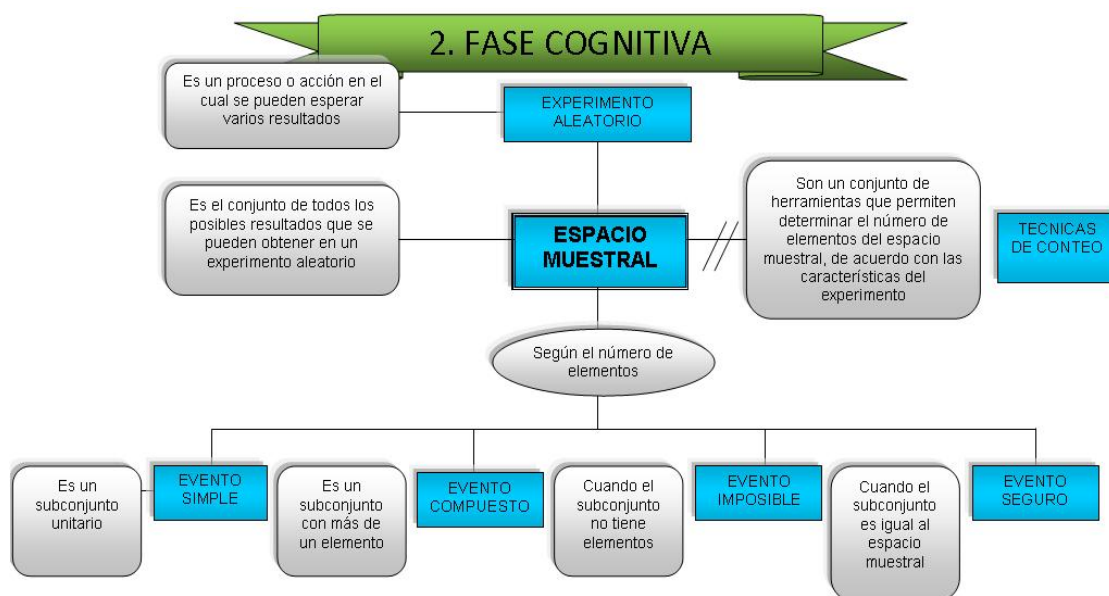 2. FASE COGNITIVA
Es un proceso o acción en el
cual se pueden esperar
varios resultados
EXPERIMENTO
ALEATORIO
Es el conjunto de todos los
posibles resultados que se
pueden obtener en un
experimento aleatorio
ESPACIO
MUESTRAL
Son un conjunto de
herramientas que permiten
determinar el número de
elementos del espacio
muestral, de acuerdo con las
características del
experimento
TECNICAS
DE CONTEO
Según el número de
elementos
Es un
subconjunto
unitario
EVENTO
SIMPLE
Es un
subconjunto
con más de
un elemento
EVENTO
COMPUESTO
Cuando el
subconjunto
no tiene
elementos
EVENTO
IMPOSIBLE
Cuando el
subconjunto
es igual al
espacio
muestral
EVENTO
SEGURO